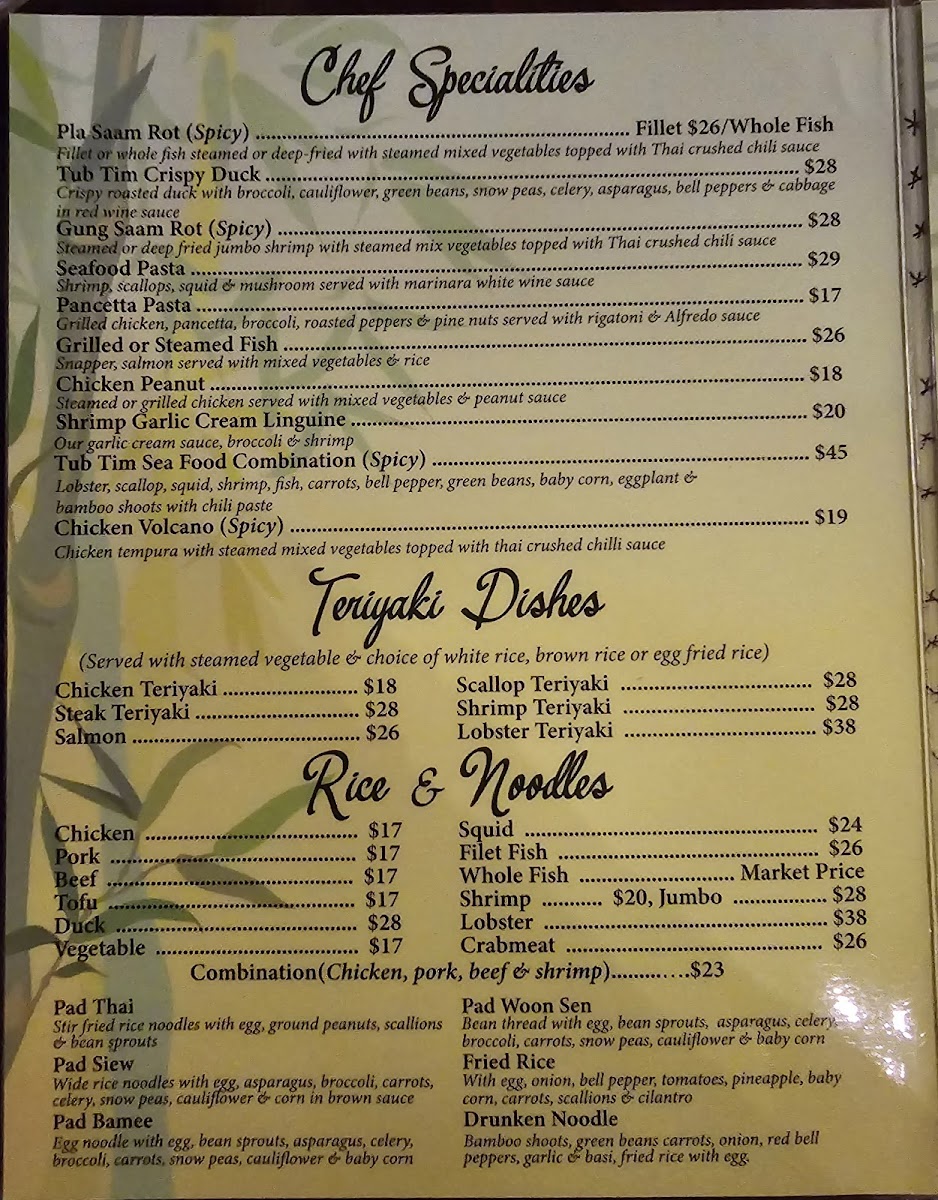 Chef Specialities
Pla Saam Rot (Spicy) ........ Fillet $26/Whole Fish
Fillet or whole fish steamed or deep-fried with steamed mixed vegetables topped with Thai crushed chili sauce
Tub Tim Crispy Duck ........ $28
Crispy roasted duck with broccoli, cauliflower, green beans, snow peas, celery, asparagus, bell peppers & cabbage
in red wine sauce
Gung Saam Rot (Spicy) ........ $28
Steamed or deep fried jumbo shrimp with steamed mix vegetables topped with Thai crushed chili sauce
Seafood Pasta ........ $29
Shrimp, scallops, squid & mushroom served with marinara white wine sauce
Pancetta Pasta ........ $17
Grilled chicken, pancetta, broccoli, roasted peppers & pine nuts served with rigatoni & Alfredo sauce
Grilled or Steamed Fish ........ $26
Snapper, salmon served with mixed vegetables & rice
Chicken Peanut ........ $18
Steamed or grilled chicken served with mixed vegetables & peanut sauce
Shrimp Garlic Cream Linguine ........ $20
Our garlic cream sauce, broccoli & shrimp
Tub Tim Sea Food Combination (Spicy) ........ $45
Lobster, scallop, squid, shrimp, fish, carrots, bell pepper, green beans, baby corn, eggplant &
bamboo shoots with chili paste
Chicken Volcano (Spicy) ........ $19
Chicken tempura with steamed mixed vegetables topped with thai crushed chilli sauce
Teriyaki Dishes
(Served with steamed vegetable & choice of white rice, brown rice or egg fried rice)
Chicken Teriyaki ........ $18
Steak Teriyaki ........ $28
Salmon ........ $26
Scallop Teriyaki ........ $28
Shrimp Teriyaki ........ $28
Lobster Teriyaki ........ $38
Rice & Noodles
Chicken ........ $17
Pork ........ $17
Beef ........ $17
Tofu ........ $17
Duck ........ $28
Vegetable ........ $17
Squid ........ $24
Filet Fish ........ $26
Whole Fish ........ Market Price
Shrimp .......... $20, Jumbo ........ $28
Lobster ........ $38
Crabmeat ........ $26
Combination(Chicken, pork, beef & shrimp)............$23
Pad Thai
Stir fried rice noodles with egg, ground peanuts, scallions
& bean sprouts
Pad Siew
Wide rice noodles with egg, asparagus, broccoli, carrots,
celery, snow peas, cauliflower & corn in brown sauce
Pad Bamee
Egg noodle with egg, bean sprouts, asparagus, celery,
broccoli, carrots, snow peas, cauliflower & baby corn
Pad Woon Sen
Bean thread with egg, bean sprouts, asparagus, celery,
broccoli, carrots, snow peas, cauliflower & baby corn
Fried Rice
With egg, onion, bell pepper, tomatoes, pineapple, baby
corn, carrots, scallions & cilantro
Drunken Noodle
Bamboo shoots, green beans carrots, onion, red bell
peppers, garlic & basi, fried rice with egg.